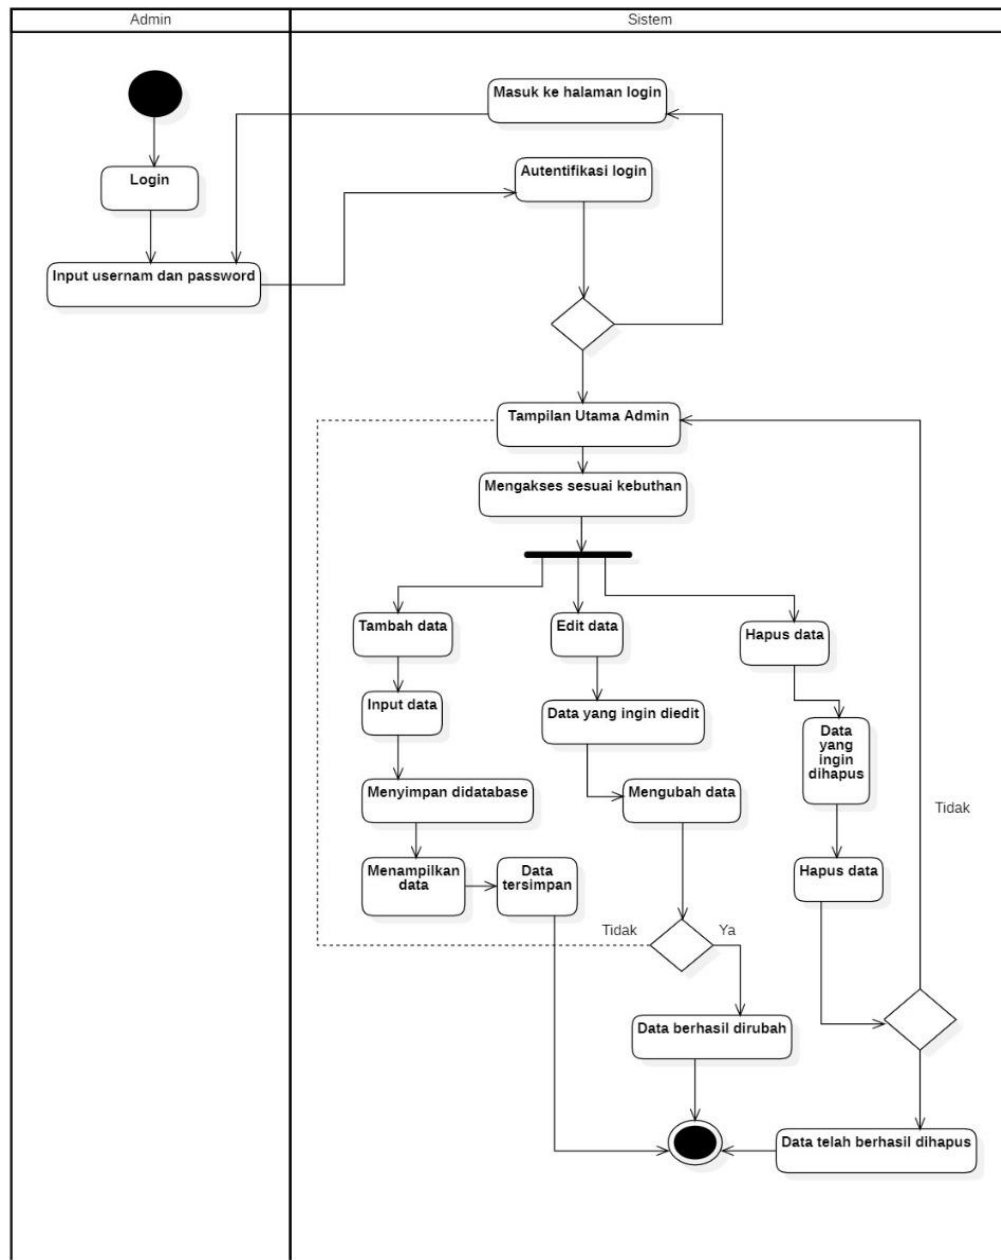 Admin
Sistem
Masuk ke halaman login
Autentifikasi login
Login
Input usernam dan password
Tampilan Utama Admin
Mengakses sesuai kebuthan
Tambah data
Edit data
Hapus data
Input data
Data yang ingin diedit
Data
yang
ingin
dihapus
Menyimpan didatabase
Mengubah data
Tidak
Menampilkan
data
Data
tersimpan
Hapus data
Tidak
Ya
Data berhasil dirubah
Data telah berhasil dihapus